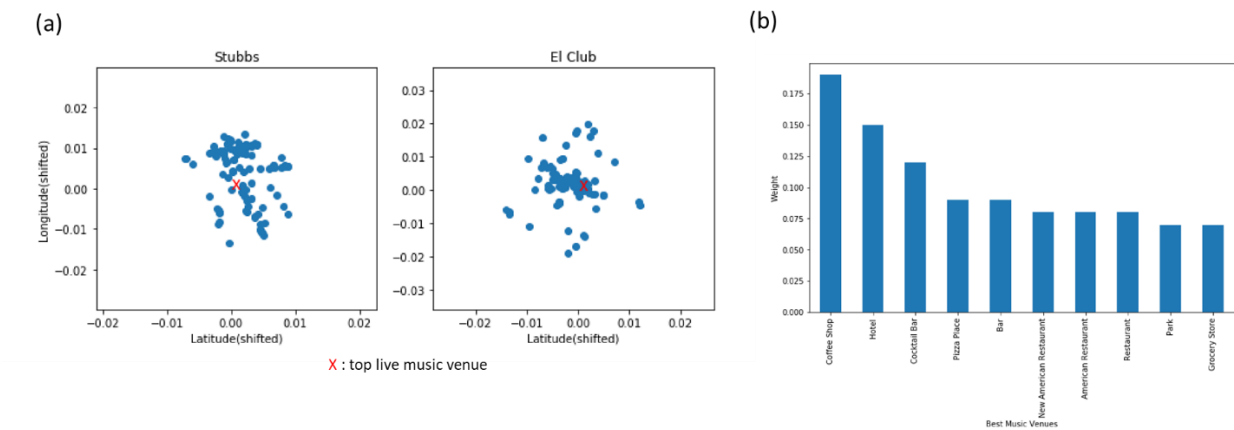 (a)
Stubbs
0.02
0.01
0.00
−0.01
−0.02
Longitude(shifted)
−0.02 −0.01 0.00 0.01 0.02
Latitude(shifted)
El Club
0.03
0.02
0.01
0.00
−0.01
−0.02
−0.03
−0.02 −0.01 0.00 0.01 0.02
Latitude(shifted)
X : top live music venue
(b)
0.175
0.150
0.125
0.100
0.075
0.050
0.025
0.000
Weight
Coffee Shop
Hotel
Cocktail Bar
Pizza Place
Bar
New American Restaurant
American Restaurant
Restaurant
Park
Grocery Store
Best Music Venues